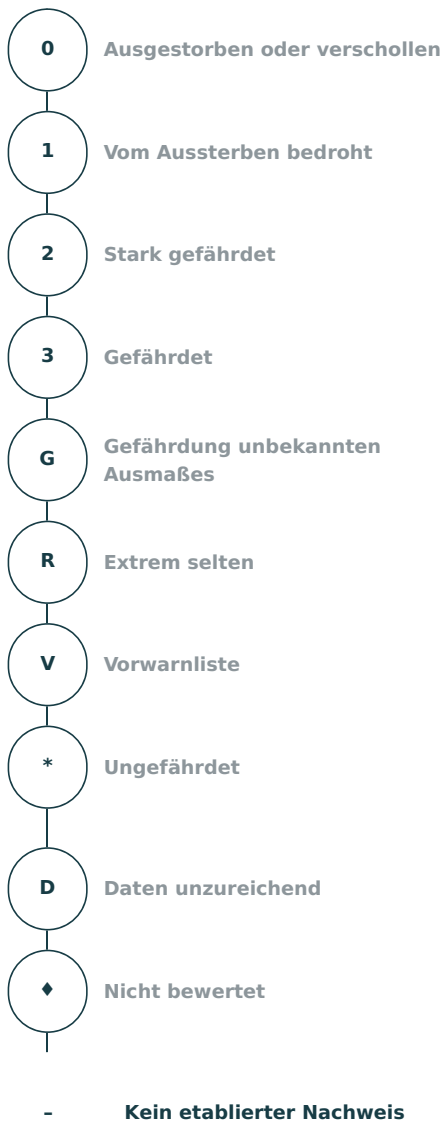 0 Ausgestorben oder verschollen
1 Vom Aussterben bedroht
2 Stark gefährdet
3 Gefährdet
G Gefährdung unbekannten
Ausmaßes
R Extrem selten
V Vorwarnliste
* Ungefährdet
D Daten unzureichend
♦ Nicht bewertet
– Kein etablierter Nachweis